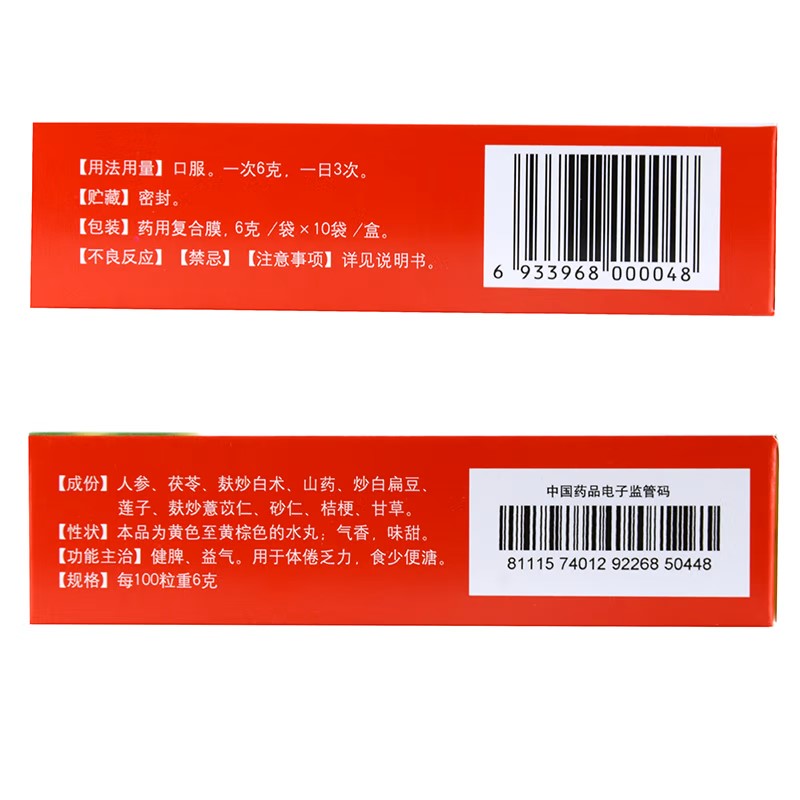 【用法用量】口服。一次6克，一日3次。
【贮藏】密封。
【包装】药用复合膜，6克/袋×10袋/盒。
【不良反应】【禁忌】【注意事项】详见说明书。
6 933968 000048
【成份】人参、茯苓、麸炒白术、山药、炒白扁豆、
莲子、麸炒薏苡仁、砂仁、桔梗、甘草。
【性状】本品为黄色至黄棕色的水丸；气香，味甜。
【功能主治】健脾、益气。用于体倦乏力，食少便溏。
【规格】每100粒重6克
中国药品电子监管码
81115 74012 92268 50448